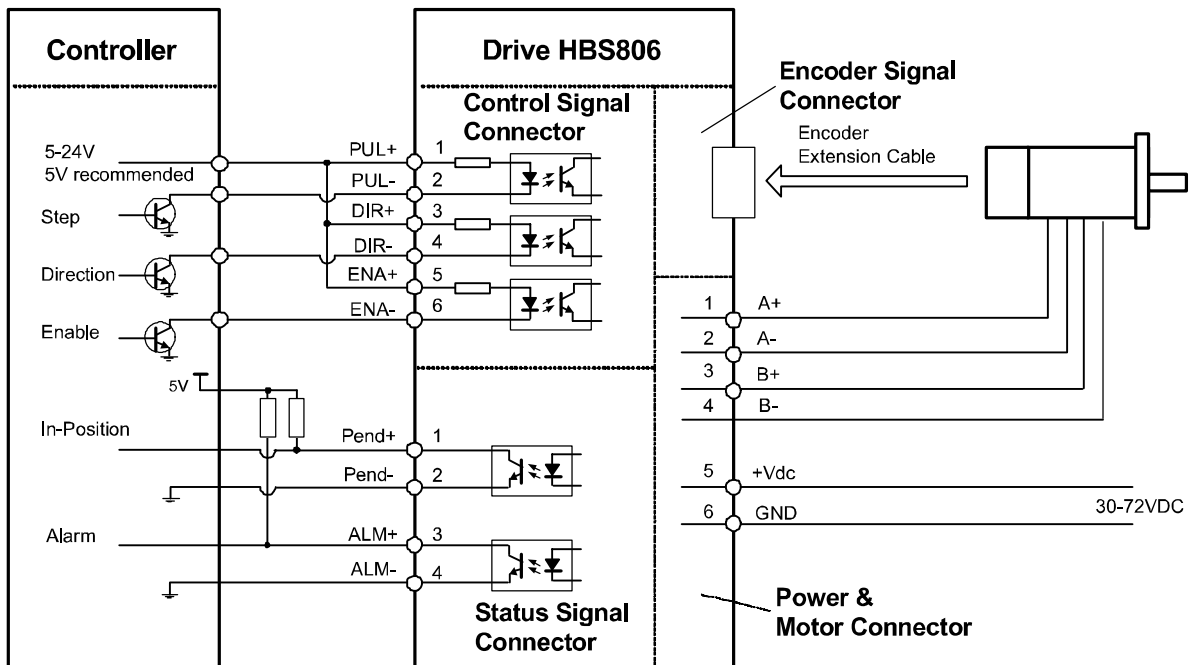 Controller
Drive HBS806
Control Signal
Connector
Encoder Signal
Connector
Encoder
Extension Cable
5-24V
5V recommended
Step
Direction
Enable
PUL+ 1
PUL- 2
DIR+ 3
DIR- 4
ENA+ 5
ENA- 6
1 A+
2 A-
3 B+
4 B-
5V
In-Position
Pend+ 1
Pend- 2
Alarm
ALM+ 3
ALM- 4
5 +Vdc
6 GND
30-72VDC
Status Signal
Connector
Power &
Motor Connector